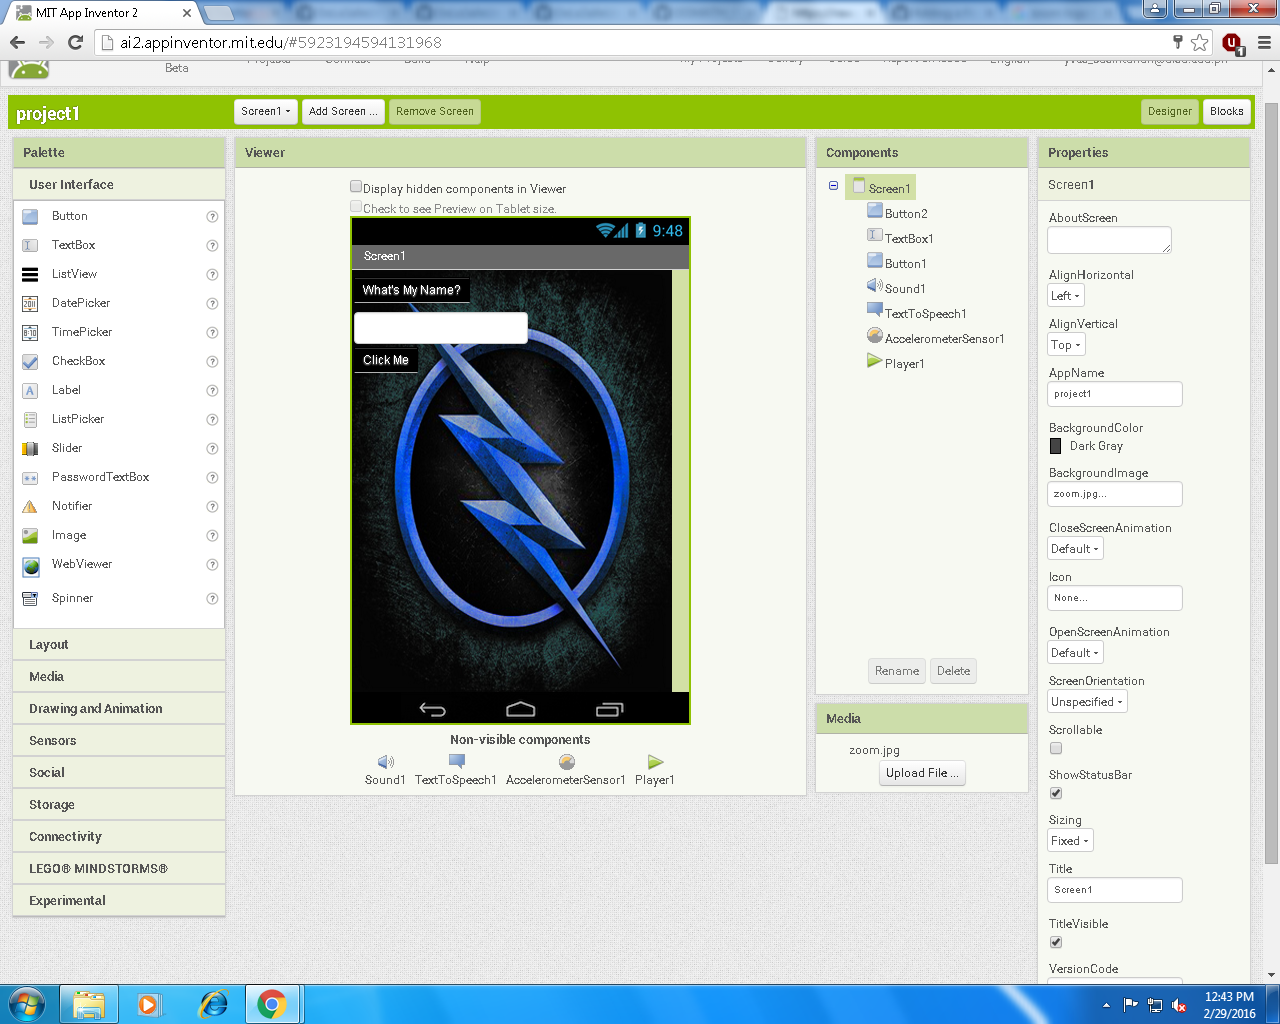 MIT App Inventor 2
ai2.appinventor.mit.edu/#5923194594131968
Beta
project1
Screen1
Add Screen ...
Remove Screen
Designer
Blocks
Palette
User Interface
Button
TextBox
ListView
DatePicker
TimePicker
CheckBox
Label
ListPicker
Slider
PasswordTextBox
Notifier
Image
WebViewer
Spinner
Layout
Media
Drawing and Animation
Sensors
Social
Storage
Connectivity
LEGO® MINDSTORMS®
Experimental
Viewer
Display hidden components in Viewer
Check to see Preview on Tablet size.
9:48
Screen1
What's My Name?
Click Me
Non-visible components
Sound1
TextToSpeech1
AccelerometerSensor1
Player1
Components
Screen1
Button2
TextBox1
Button1
Sound1
TextToSpeech1
AccelerometerSensor1
Player1
Rename
Delete
Media
zoom.jpg
Upload File ...
Properties
Screen1
AboutScreen
AlignHorizontal
Left
AlignVertical
Top
AppName
project1
BackgroundColor
Dark Gray
BackgroundImage
zoom.jpg...
CloseScreenAnimation
Default
Icon
None...
OpenScreenAnimation
Default
ScreenOrientation
Unspecified
Scrollable
ShowStatusBar
Sizing
Fixed
Title
Screen1
TitleVisible
VersionCode
12:43 PM
2/29/2016